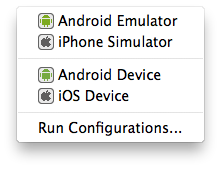 Android Emulator
iPhone Simulator
Android Device
iOS Device
Run Configurations...